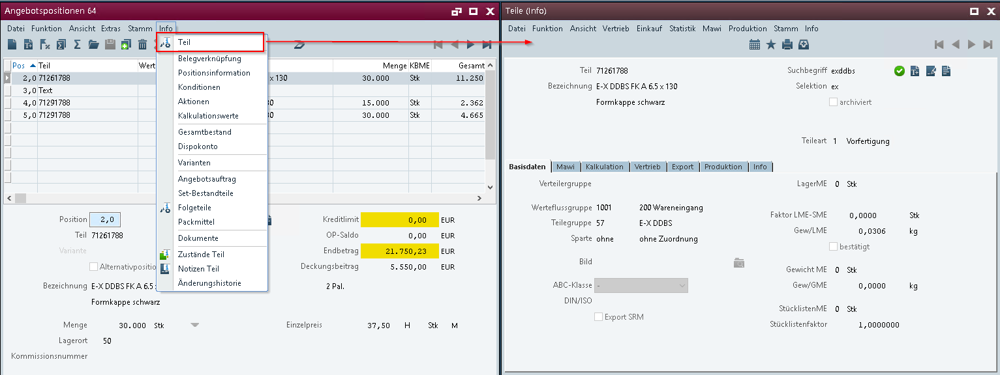 Angebotspositionen 64
Datei Funktion Ansicht Extras Stamm Info
Pos Teil Wert Menge KBME Gesamt
2,0 71261788 x 130 30.000 Stk 11.250
3,0 Text
4,0 71291788 30 15.000 Stk 2.362
5,0 71291788 30 30.000 Stk 4.665
Teil
Belegverknüpfung
Positionsinformation
Konditionen
Aktionen
Kalkulationswerte
Gesamtbestand
Dispokonto
Varianten
Angebotsauftrag
Set-Bestandteile
Folgeteile
Packmittel
Dokumente
Zustände Teil
Notizen Teil
Änderungshistorie
Position 2,0
Teil 71261788
Variante
Alternativpositio
Bezeichnung E-X DDBS FK A 6.5 x
Formkappe schwarz
Kreditlimit 0,00 EUR
OP-Saldo 0,00 EUR
Endbetrag 21.750,23 EUR
Deckungsbeitrag 5.550,00 EUR
2 Pal.
Menge 30.000 Stk
Einzelpreis 37,50 H Stk M
Lagerort 50
Kommissionsnummer
Teile (Info)
Datei Funktion Ansicht Vertrieb Einkauf Statistik Mawi Produktion Stamm Info
Teil 71261788
Suchbegriff exddbs
Bezeichnung E-X DDBS FK A 6.5 x 130
Selektion ex
Formkappe schwarz
archiviert
Teileart 1 Vorfertigung
Basisdaten Mawi Kalkulation Vertrieb Export Produktion Info
Verteilergruppe
LagerME 0 Stk
Werteflussgruppe 1001 200 Wareneingang
Faktor LME-SME 0,0000 Stk
Teilegruppe 57 E-X DDBS
Gew/LME 0,0306 kg
Sparte ohne ohne Zuordnung
bestätigt
Bild
Gewicht ME 0 Stk
ABC-Klasse -
Gew/GME 0,0000 kg
DIN/ISO
StücklistenME 0 Stk
Export SRM
Stücklistenfaktor 1,0000000